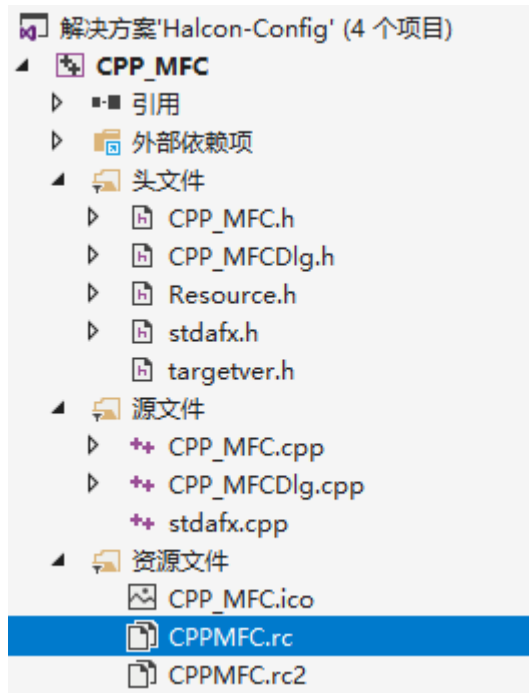 解决方案'Halcon-Config' (4 个项目)
CPP_MFC
引用
外部依赖项
头文件
CPP_MFC.h
CPP_MFCDlg.h
Resource.h
stdafx.h
targetver.h
源文件
CPP_MFC.cpp
CPP_MFCDlg.cpp
stdafx.cpp
资源文件
CPP_MFC.ico
CPPMFC.rc
CPPMFC.rc2